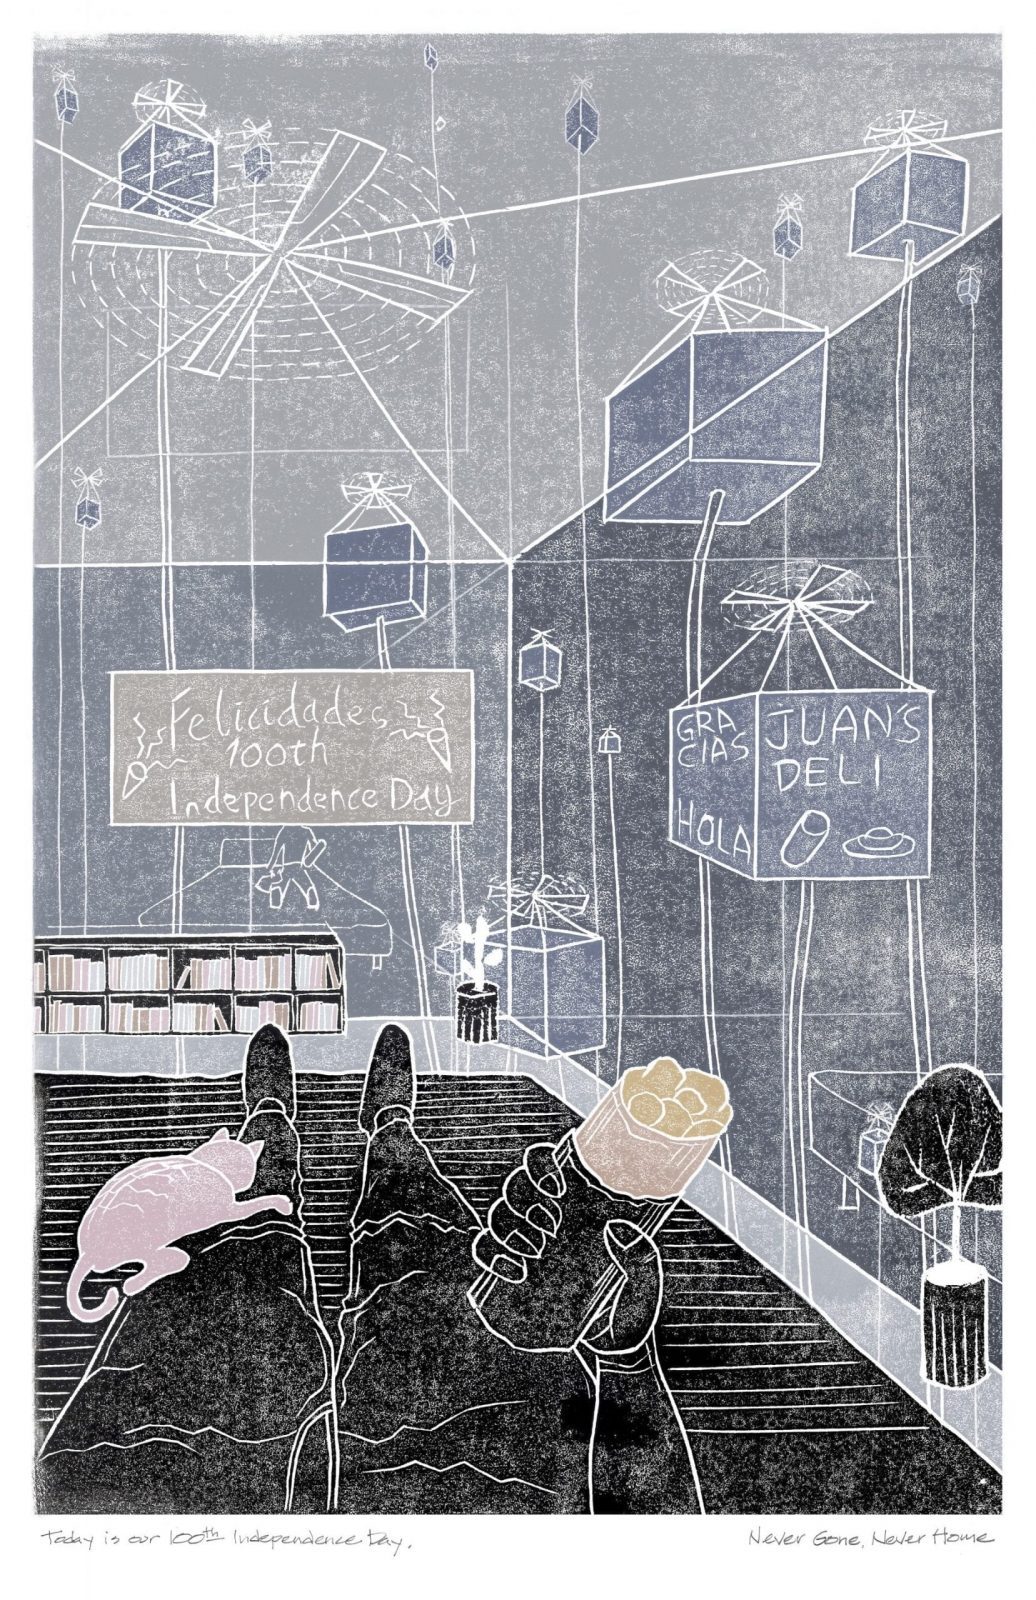 Felicidades
100th
Independence Day
GRA
CIAS
HOLA
JUAN'S
DELI
Today is our 100th Independence Day.
Never Gone, Never Home